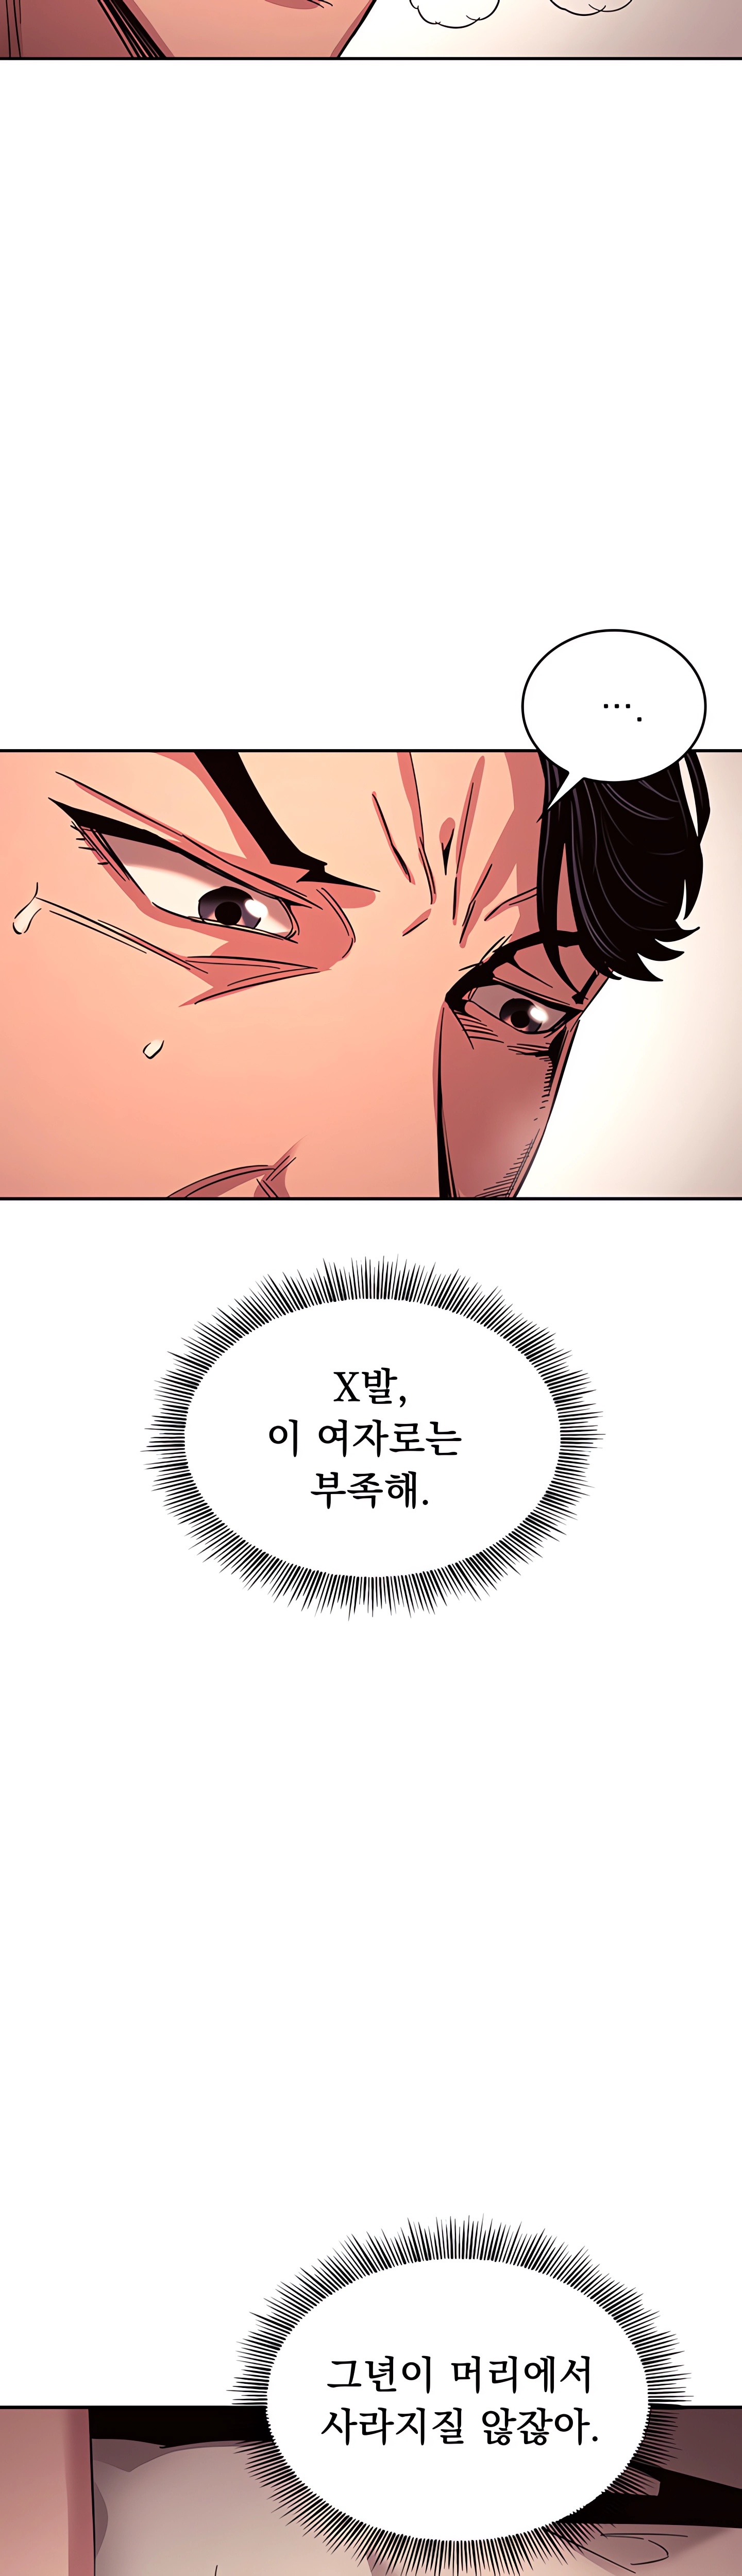 ....
X발,
이 여자로는
부족해.
그년이 머리에서
사라지질 않잖아.